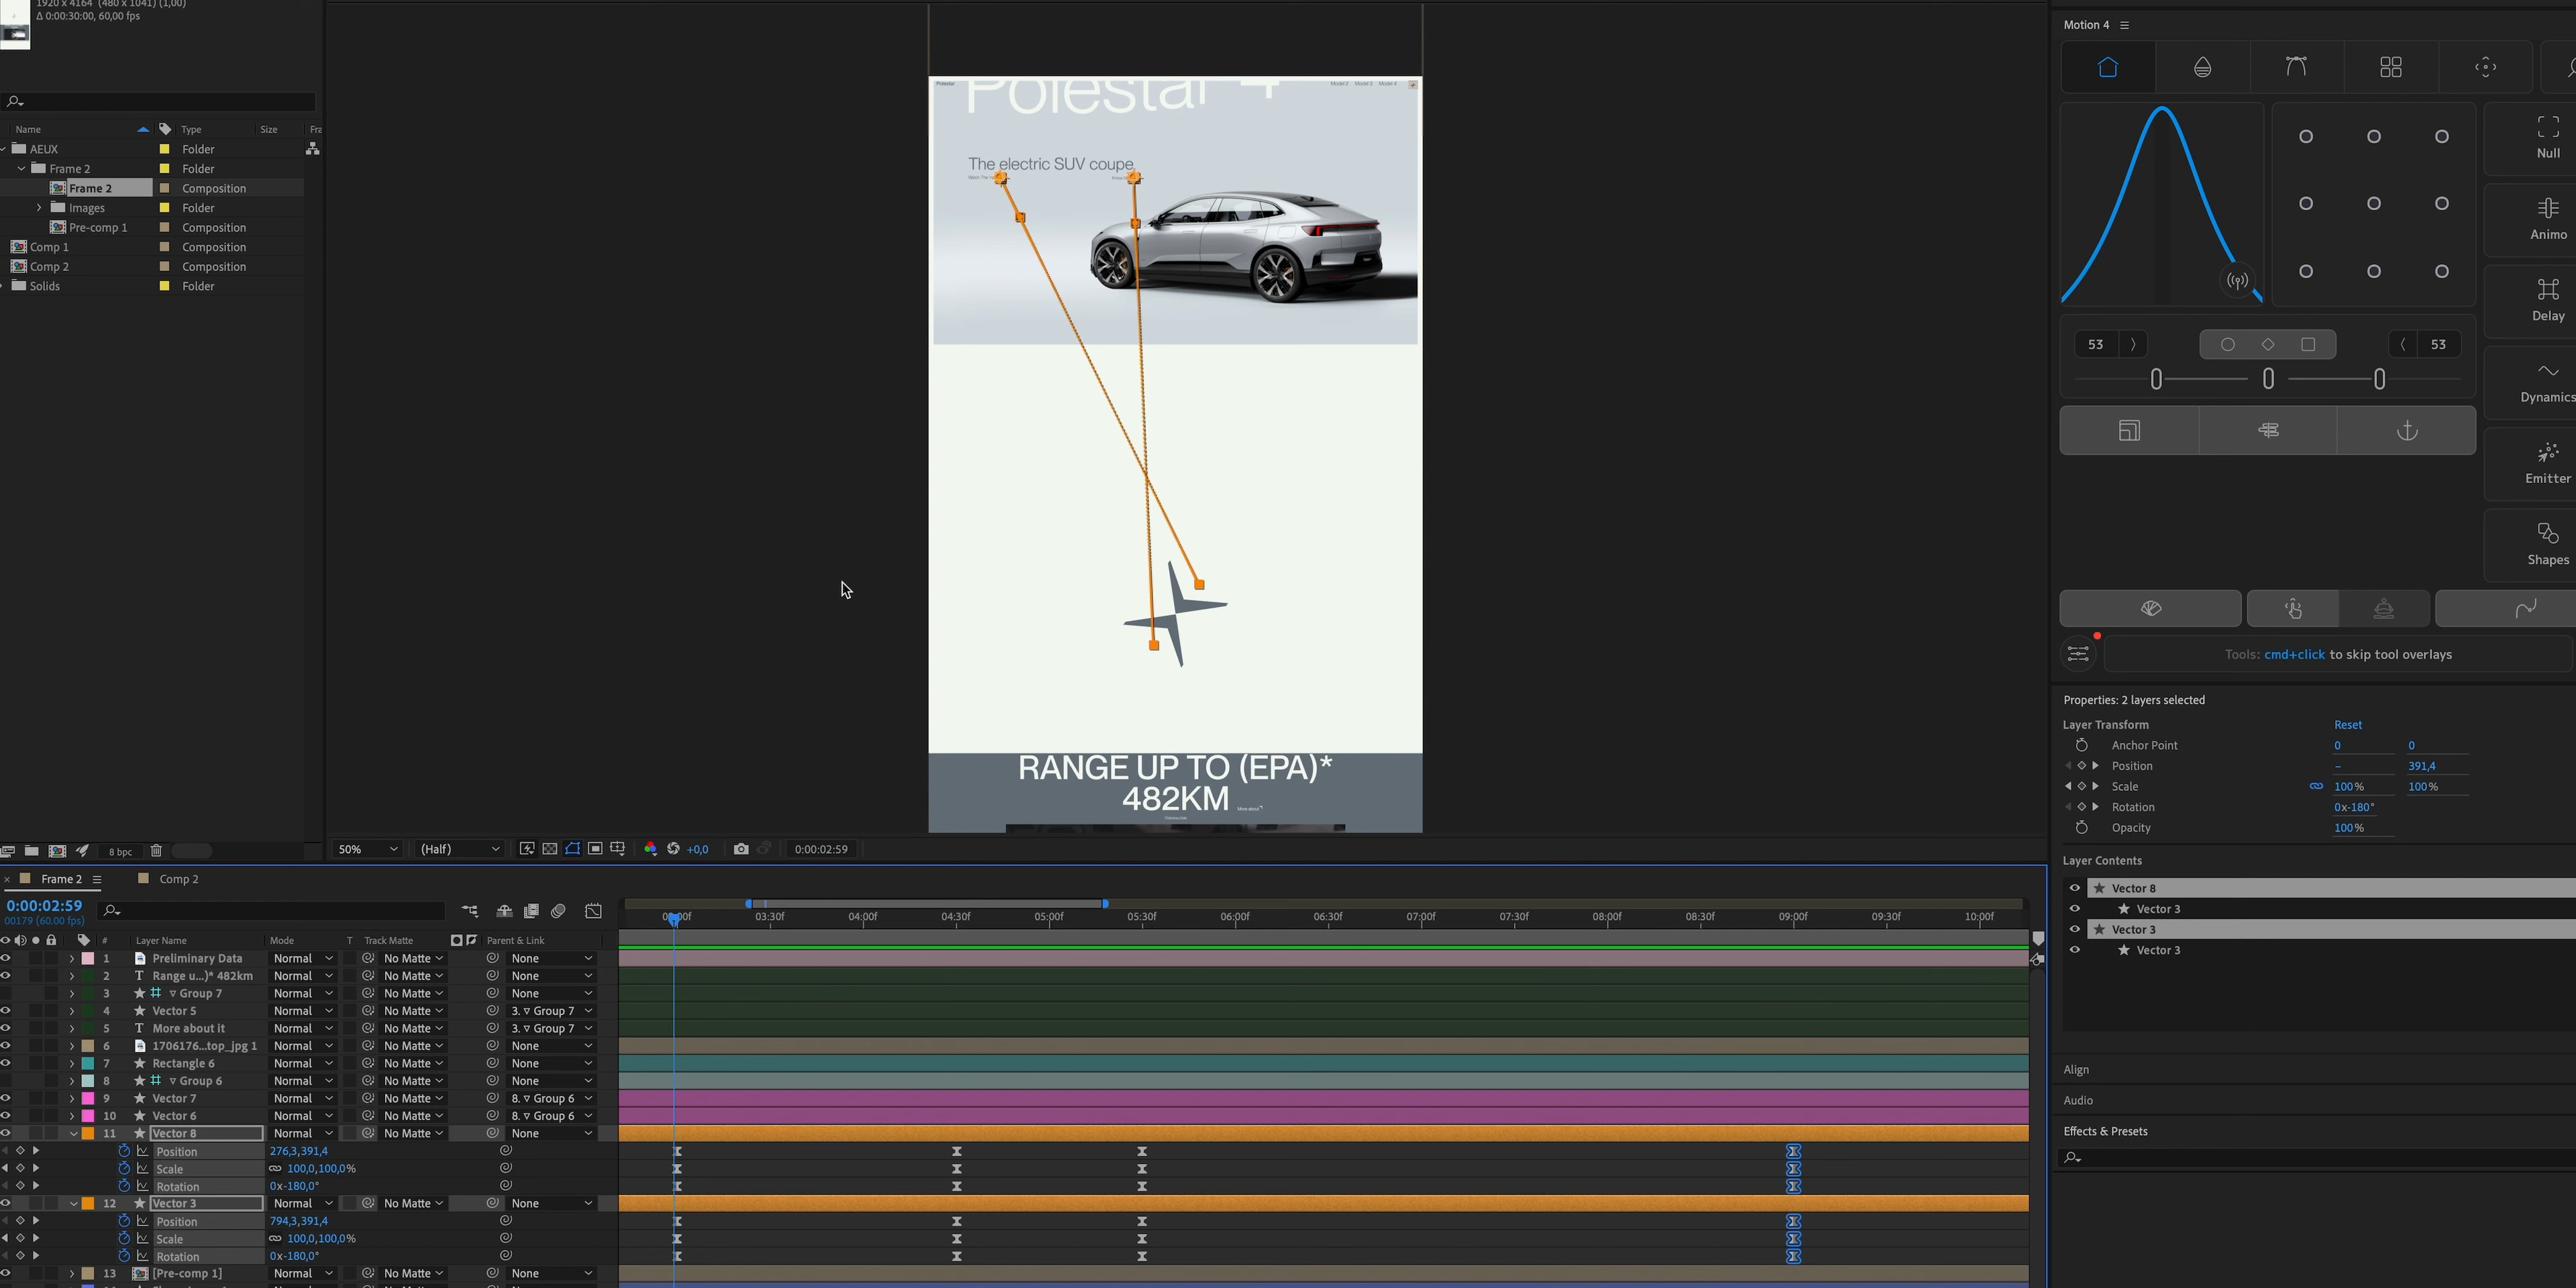 1920 x 4164 (480 x 1041) (1,00)
Δ 0:00:30:00, 60,00 fps
Name Type Size Fra
AEUX Folder
Frame 2 Folder
Frame 2 Composition
Images Folder
Pre-comp 1 Composition
Comp 1 Composition
Comp 2 Composition
Solids Folder
8 bpc
Polestar Model 2 Model 3 Model 4
Polestar 4
The electric SUV coupe
RANGE UP TO (EPA)*
482KM
More about
50% (Half) +0,0 0:00:02:59
Motion 4
Null
Animo
Delay
Dynamics
Emitter
Shapes
53 53
Tools: cmd+click to skip tool overlays
Properties: 2 layers selected
Layer Transform Reset
Anchor Point 0 0
Position – 391,4
Scale 100% 100%
Rotation 0x-180°
Opacity 100%
Layer Contents
Vector 8
Vector 3
Vector 3
Vector 3
Align
Audio
Effects & Presets
Frame 2 Comp 2
0:00:02:59
00179 (60.00 fps)
03:30f 04:00f 04:30f 05:00f 05:30f 06:00f 06:30f 07:00f 07:30f 08:00f 08:30f 09:00f 09:30f 10:00f
# Layer Name Mode T Track Matte Parent & Link
1 Preliminary Data Normal No Matte None
2 T Range u...)* 482km Normal No Matte None
3 Group 7 Normal No Matte None
4 Vector 5 Normal No Matte 3. Group 7
5 T More about it Normal No Matte 3. Group 7
6 1706176...top_jpg 1 Normal No Matte None
7 Rectangle 6 Normal No Matte None
8 Group 6 Normal No Matte None
9 Vector 7 Normal No Matte 8. Group 6
10 Vector 6 Normal No Matte 8. Group 6
11 Vector 8 Normal No Matte None
Position 276,3,391,4
Scale 100,0,100,0%
Rotation 0x-180,0°
12 Vector 3 Normal No Matte None
Position 794,3,391,4
Scale 100,0,100,0%
Rotation 0x-180,0°
13 [Pre-comp 1] Normal No Matte None